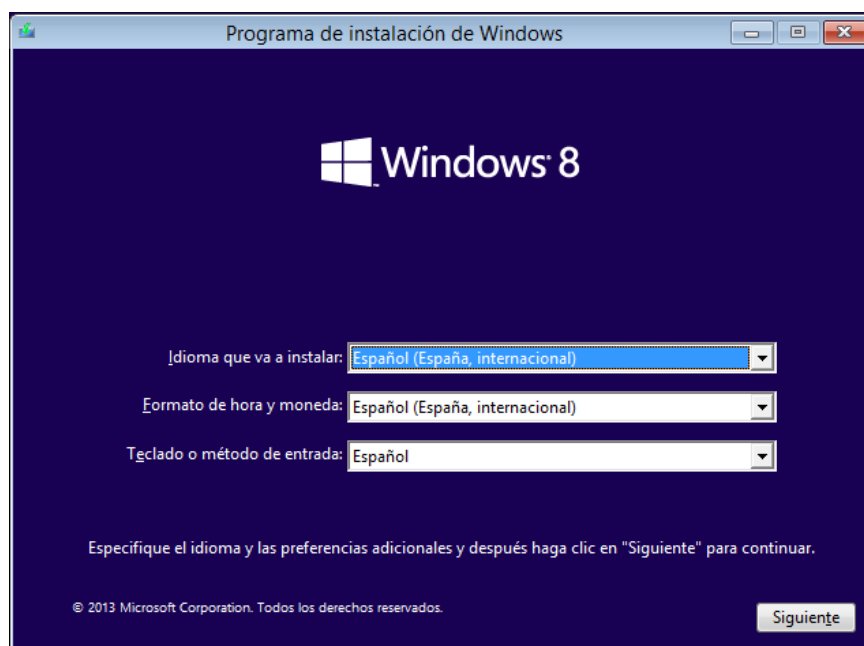 Programa de instalación de Windows
Windows 8
Idioma que va a instalar: Español (España, internacional)
Formato de hora y moneda: Español (España, internacional)
Teclado o método de entrada: Español
Especifique el idioma y las preferencias adicionales y después haga clic en "Siguiente" para continuar.
© 2013 Microsoft Corporation. Todos los derechos reservados.
Siguiente